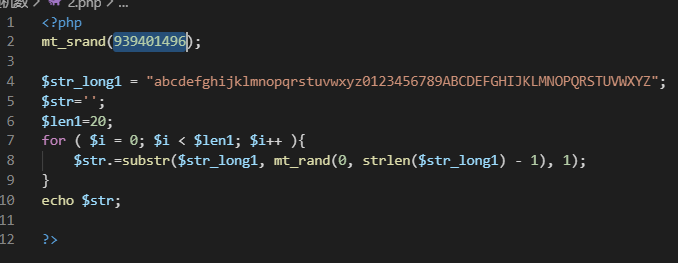 机数 > 2.php > ...
1 <?php
2 mt_srand(939401496);
3
4 $str_long1 = "abcdefghijklmnopqrstuvwxyz0123456789ABCDEFGHIJKLMNOPQRSTUVWXYZ";
5 $str='';
6 $len1=20;
7 for ( $i = 0; $i < $len1; $i++ ){
8 $str.=substr($str_long1, mt_rand(0, strlen($str_long1) - 1), 1);
9 }
10 echo $str;
11
12 ?>